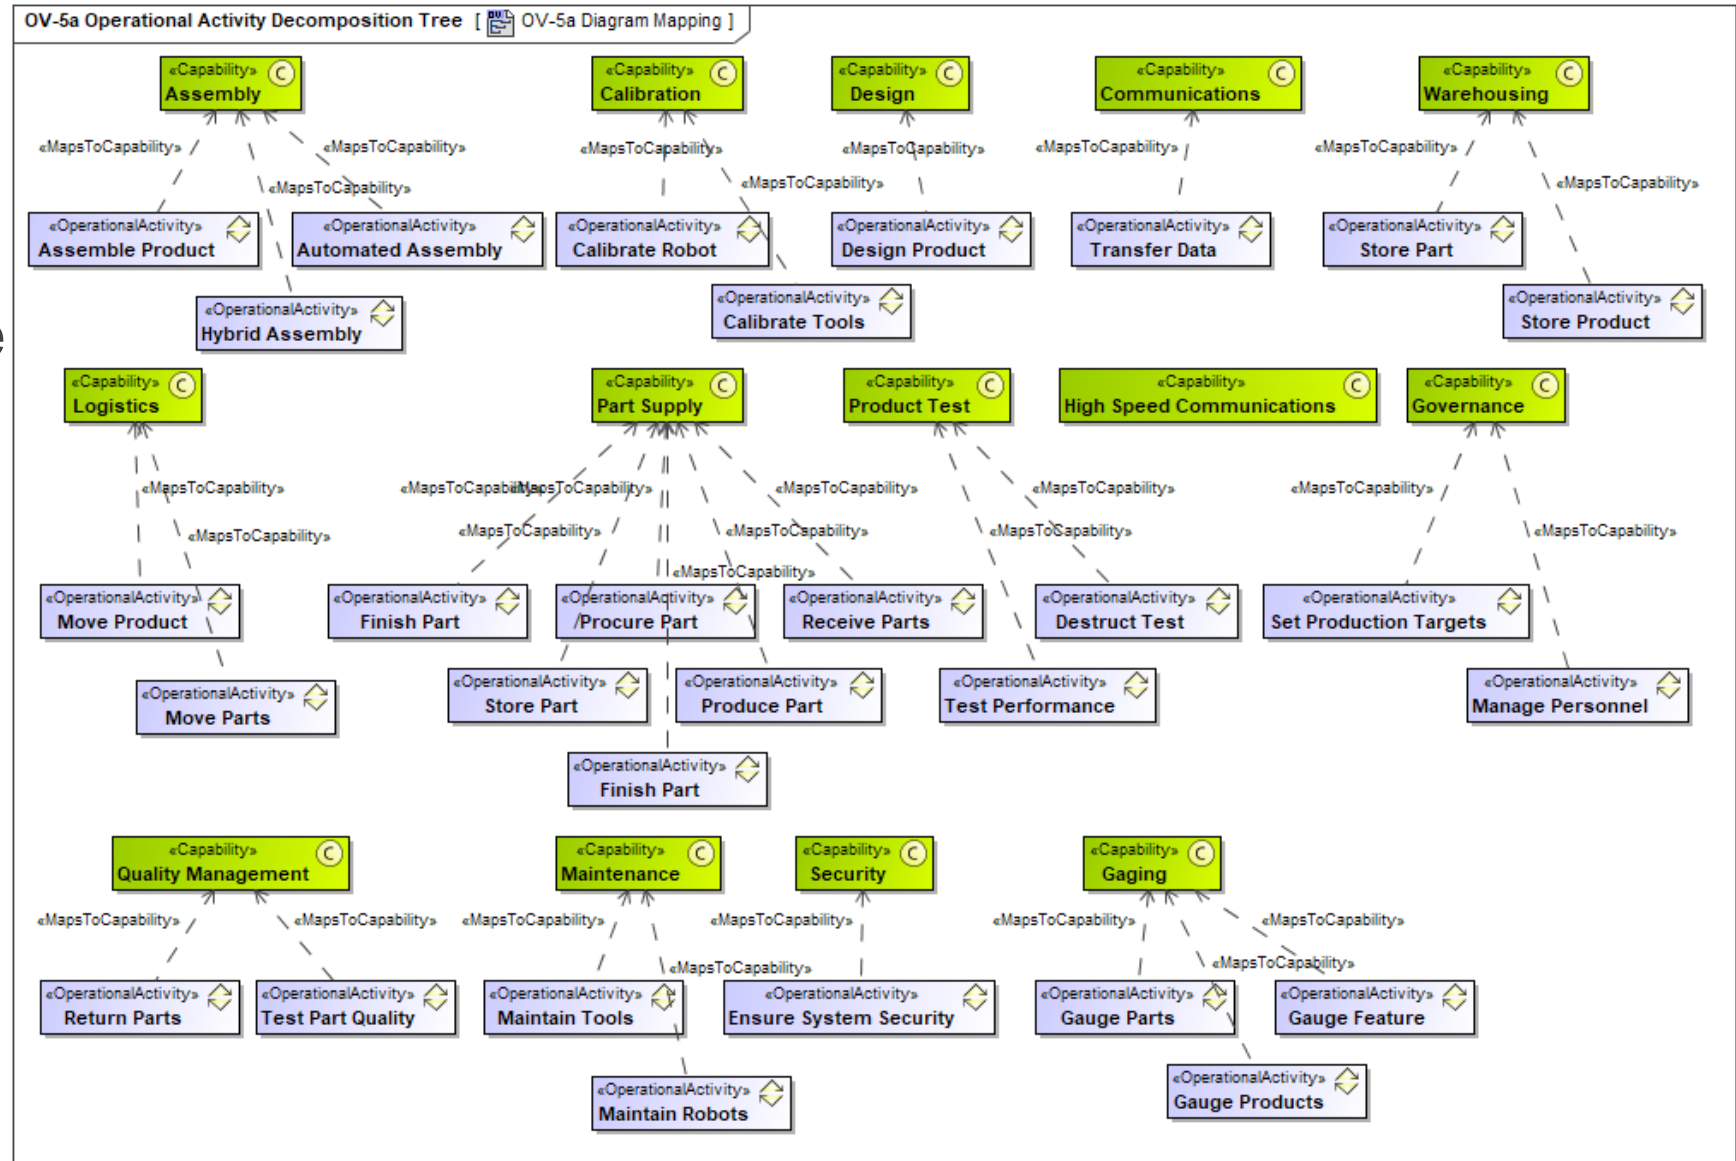 OV-5a Operational Activity Decomposition Tree [ OV-5a Diagram Mapping ]
«Capability» C
Assembly
«Capability» C
Calibration
«Capability» C
Design
«Capability» C
Communications
«Capability» C
Warehousing
«MapsToCapability»
«MapsToCapability»
«MapsToCapability»
«MapsToCapability»
«MapsToCapability»
«MapsToCapability»
«MapsToCapability»
«MapsToCapability»
«MapsToCapability»
«MapsToCapability»
«OperationalActivity»
Assemble Product
«OperationalActivity»
Automated Assembly
«OperationalActivity»
Calibrate Robot
«OperationalActivity»
Design Product
«OperationalActivity»
Transfer Data
«OperationalActivity»
Store Part
«OperationalActivity»
Hybrid Assembly
«OperationalActivity»
Calibrate Tools
«OperationalActivity»
Store Product
e
«Capability» C
Logistics
«Capability» C
Part Supply
«Capability» C
Product Test
«Capability» C
High Speed Communications
«Capability» C
Governance
«MapsToCapability»
«MapsToCapability»
«MapsToCapability»
«MapsToCapability»
«MapsToCapability»
«MapsToCapability»
«MapsToCapability»
«MapsToCapability»
«MapsToCapability»
«MapsToCapability»
«MapsToCapability»
«MapsToCapability»
«MapsToCapability»
«OperationalActivity»
Move Product
«OperationalActivity»
Finish Part
«OperationalActivity»
Procure Part
«OperationalActivity»
Receive Parts
«OperationalActivity»
Destruct Test
«OperationalActivity»
Set Production Targets
«OperationalActivity»
Move Parts
«OperationalActivity»
Store Part
«OperationalActivity»
Produce Part
«OperationalActivity»
Test Performance
«OperationalActivity»
Manage Personnel
«OperationalActivity»
Finish Part
«Capability» C
Quality Management
«Capability» C
Maintenance
«Capability» C
Security
«Capability» C
Gaging
«MapsToCapability»
«MapsToCapability»
«MapsToCapability»
«MapsToCapability»
«MapsToCapability»
«MapsToCapability»
«MapsToCapability»
«MapsToCapability»
«OperationalActivity»
Return Parts
«OperationalActivity»
Test Part Quality
«OperationalActivity»
Maintain Tools
«OperationalActivity»
Ensure System Security
«OperationalActivity»
Gauge Parts
«OperationalActivity»
Gauge Feature
«OperationalActivity»
Maintain Robots
«OperationalActivity»
Gauge Products